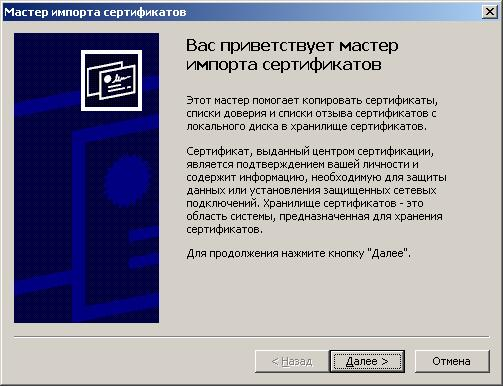 Мастер импорта сертификатов
Вас приветствует мастер
импорта сертификатов
Этот мастер помогает копировать сертификаты,
списки доверия и списки отзыва сертификатов с
локального диска в хранилище сертификатов.
Сертификат, выданный центром сертификации,
является подтверждением вашей личности и
содержит информацию, необходимую для защиты
данных или установления защищенных сетевых
подключений. Хранилище сертификатов - это
область системы, предназначенная для хранения
сертификатов.
Для продолжения нажмите кнопку "Далее".
< Назад
Далее >
Отмена